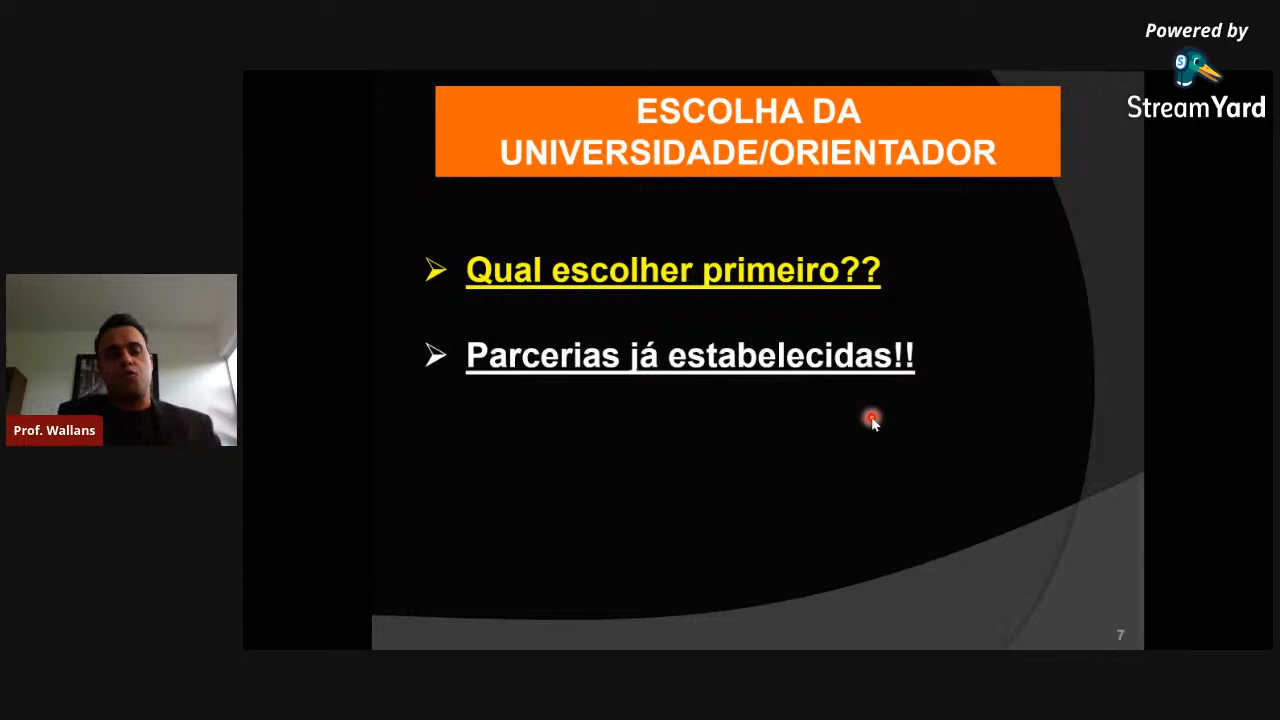 Powered by
StreamYard
ESCOLHA DA
UNIVERSIDADE/ORIENTADOR
Qual escolher primeiro??
Parcerias já estabelecidas!!
Prof. Wallans
7